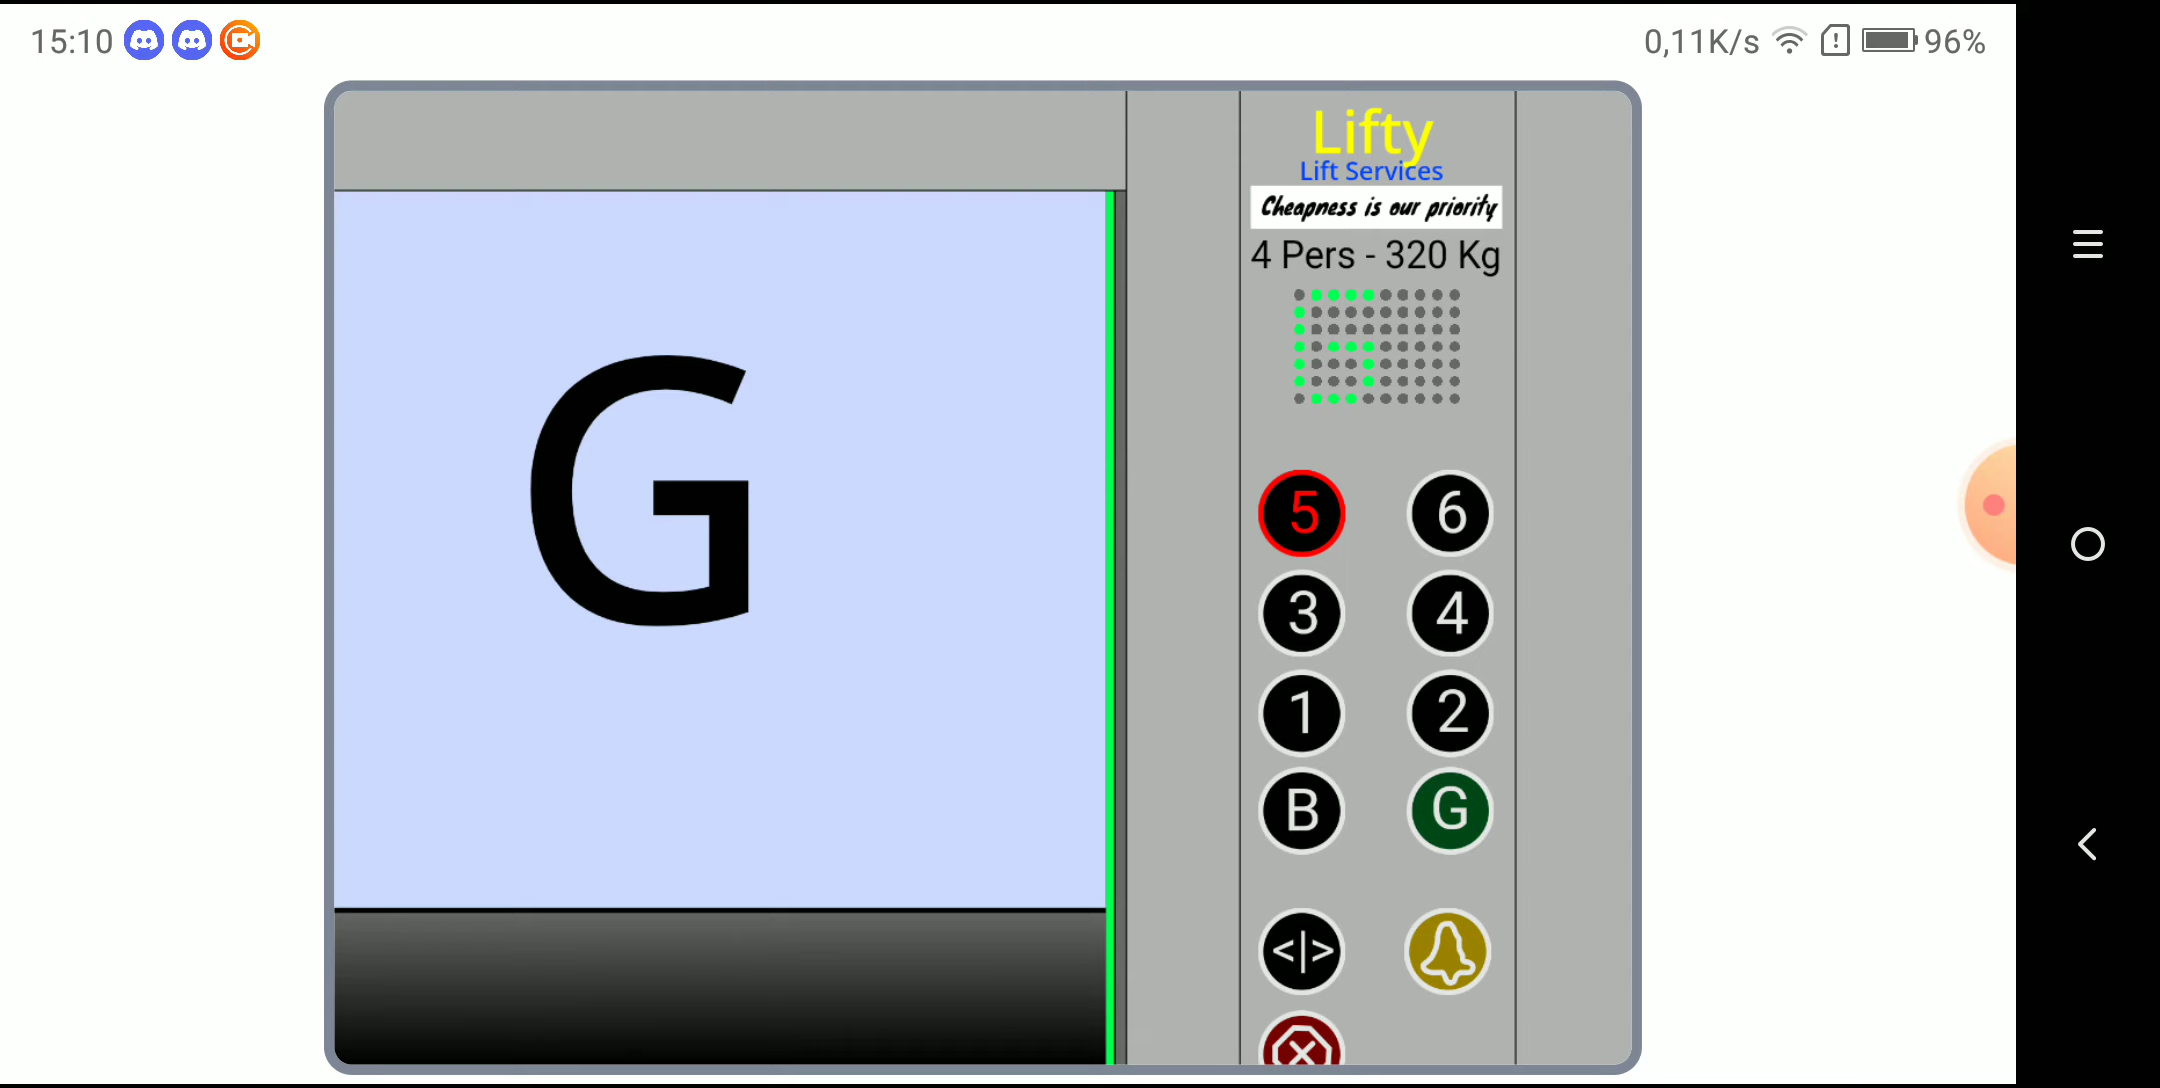 15:10 0,11K/s 96%
Lifty
Lift Services
Cheapness is our priority
4 Pers - 320 Kg
G
G
5 6
3 4
1 2
B G
<|>